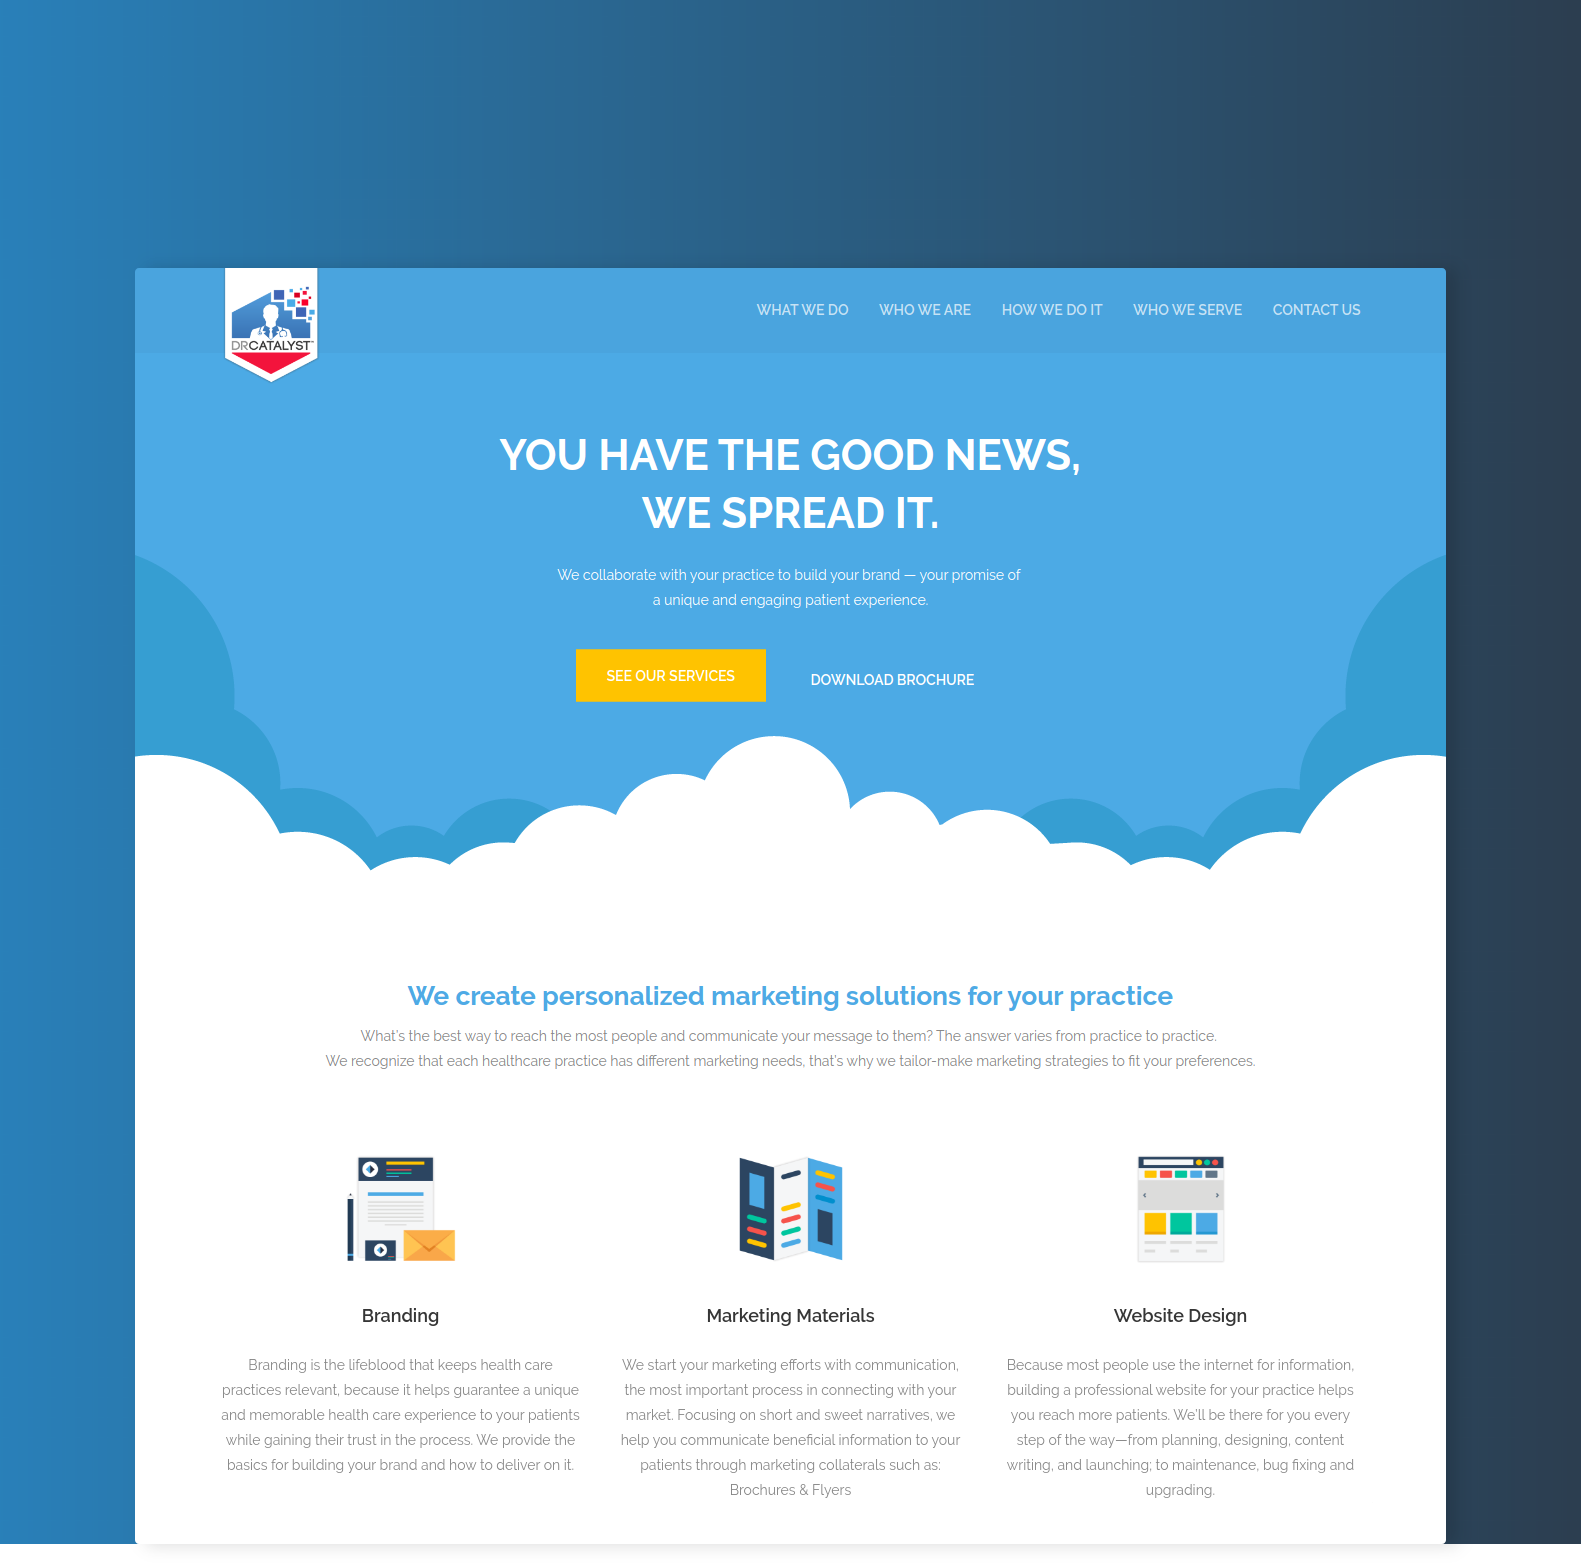 DRCATALYST™
WHAT WE DO WHO WE ARE HOW WE DO IT WHO WE SERVE CONTACT US
YOU HAVE THE GOOD NEWS,
WE SPREAD IT.
We collaborate with your practice to build your brand — your promise of
a unique and engaging patient experience.
SEE OUR SERVICES DOWNLOAD BROCHURE
We create personalized marketing solutions for your practice
What's the best way to reach the most people and communicate your message to them? The answer varies from practice to practice.
We recognize that each healthcare practice has different marketing needs, that's why we tailor-make marketing strategies to fit your preferences.
Branding
Branding is the lifeblood that keeps health care
practices relevant, because it helps guarantee a unique
and memorable health care experience to your patients
while gaining their trust in the process. We provide the
basics for building your brand and how to deliver on it.
Marketing Materials
We start your marketing efforts with communication,
the most important process in connecting with your
market. Focusing on short and sweet narratives, we
help you communicate beneficial information to your
patients through marketing collaterals such as:
Brochures & Flyers
Website Design
Because most people use the internet for information,
building a professional website for your practice helps
you reach more patients. We'll be there for you every
step of the way—from planning, designing, content
writing, and launching; to maintenance, bug fixing and
upgrading.